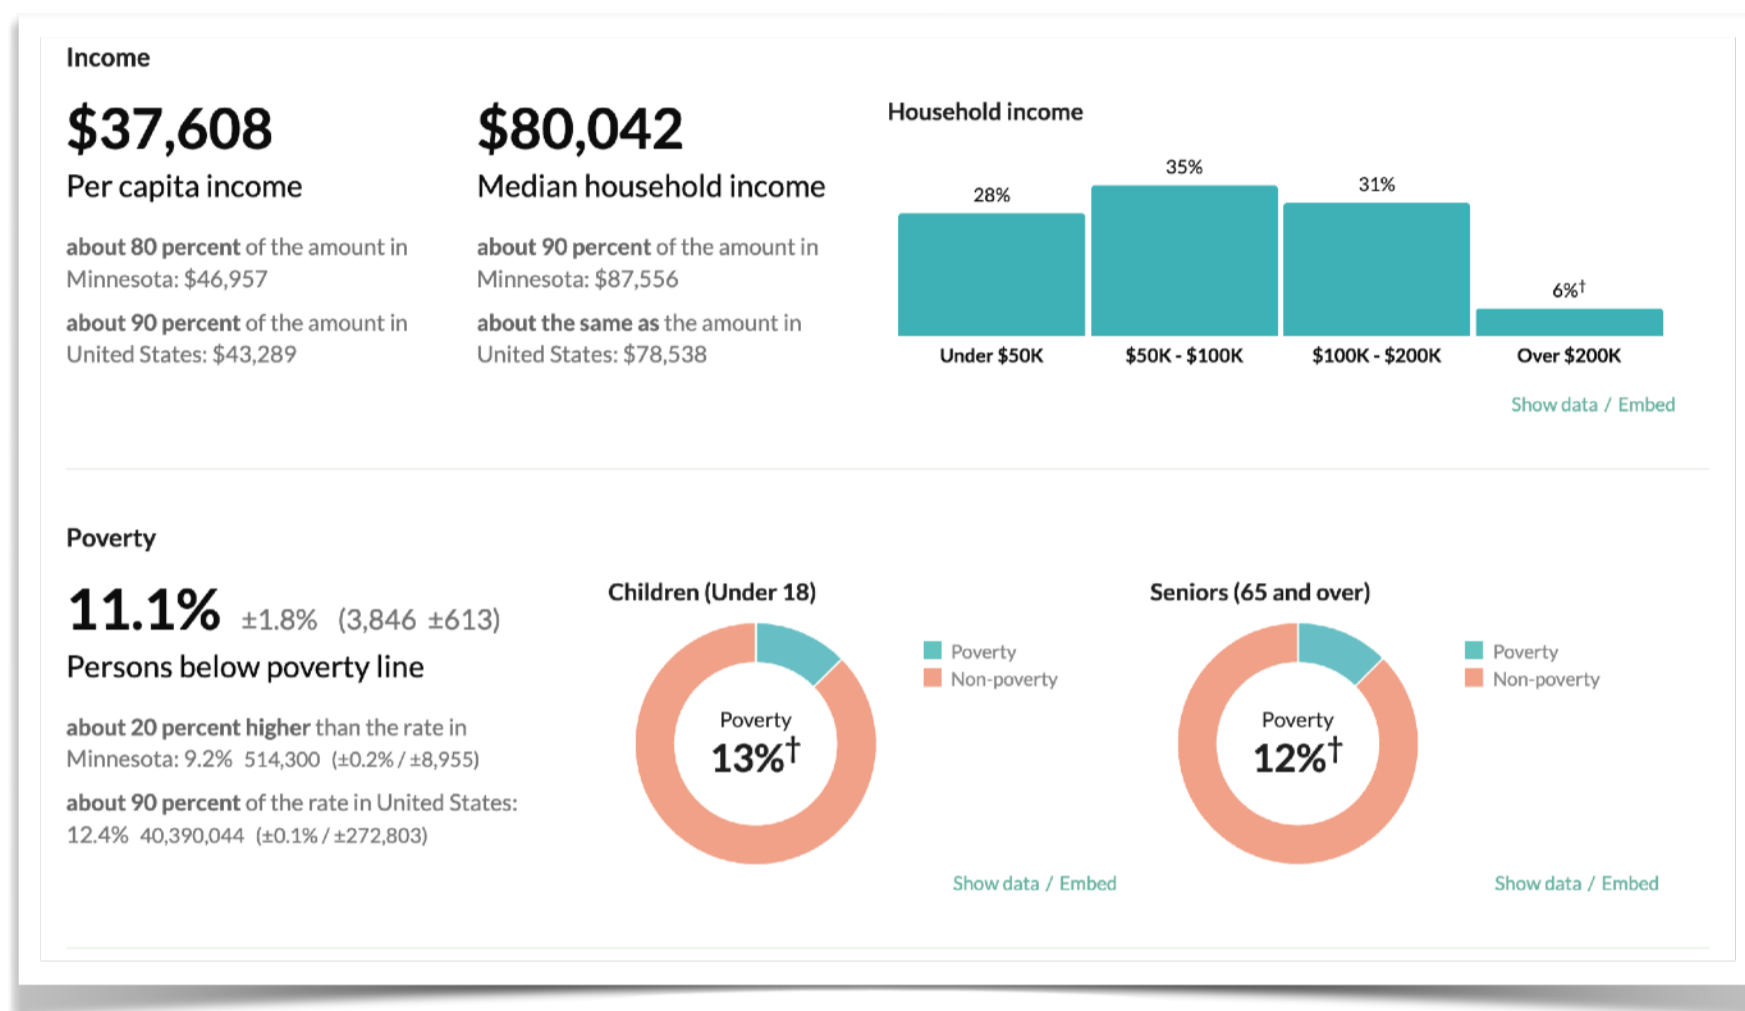 Income
$37,608
Per capita income
about 80 percent of the amount in
Minnesota: $46,957
about 90 percent of the amount in
United States: $43,289
$80,042
Median household income
about 90 percent of the amount in
Minnesota: $87,556
about the same as the amount in
United States: $78,538
Household income
28%
35%
31%
6%†
Under $50K
$50K - $100K
$100K - $200K
Over $200K
Show data / Embed
Poverty
11.1% ±1.8% (3,846 ±613)
Persons below poverty line
about 20 percent higher than the rate in
Minnesota: 9.2% 514,300 (±0.2% / ±8,955)
about 90 percent of the rate in United States:
12.4% 40,390,044 (±0.1% / ±272,803)
Children (Under 18)
Poverty
13%†
Poverty
Non-poverty
Show data / Embed
Seniors (65 and over)
Poverty
12%†
Poverty
Non-poverty
Show data / Embed